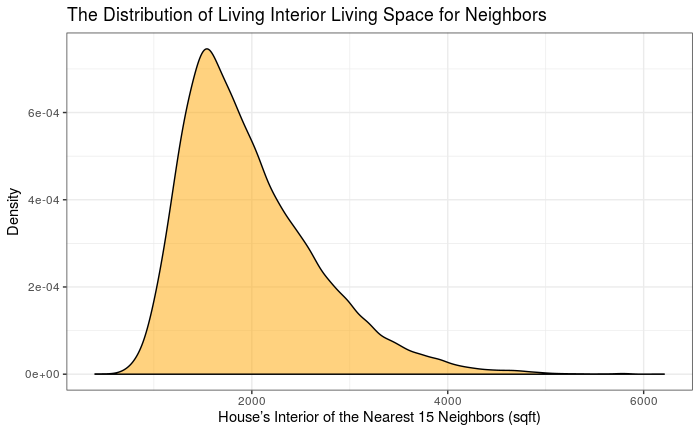 The Distribution of Living Interior Living Space for Neighbors
6e-04
4e-04
2e-04
0e+00
Density
2000 4000 6000
House's Interior of the Nearest 15 Neighbors (sqft)